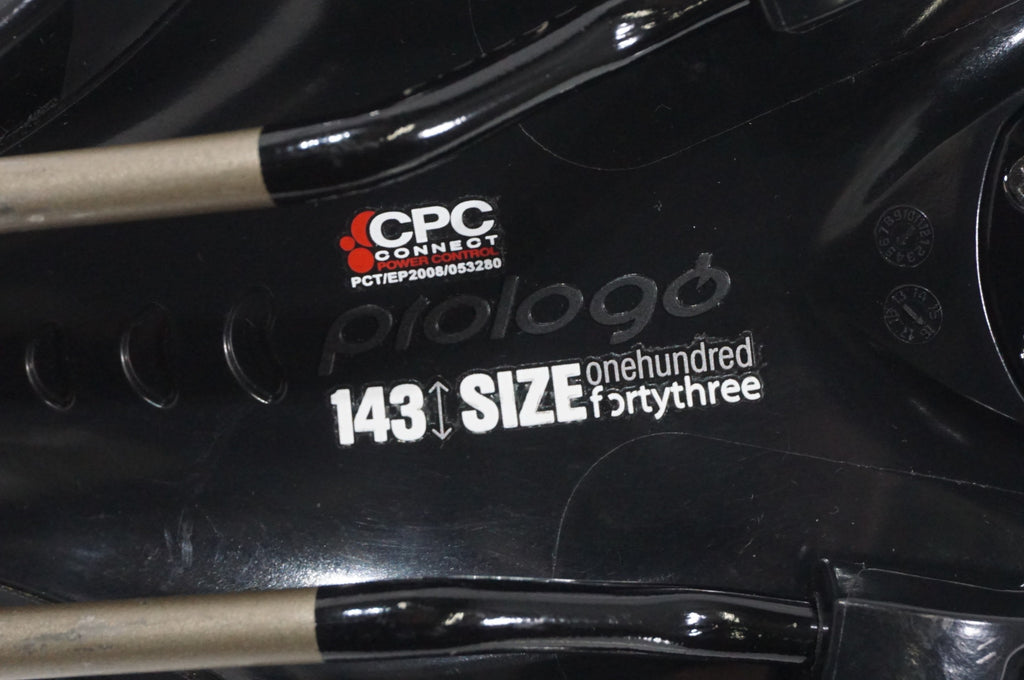 CPC
CONNECT
POWER CONTROL
PCT/EP2008/053280
prologo
143 SIZE onehundred
fortythree